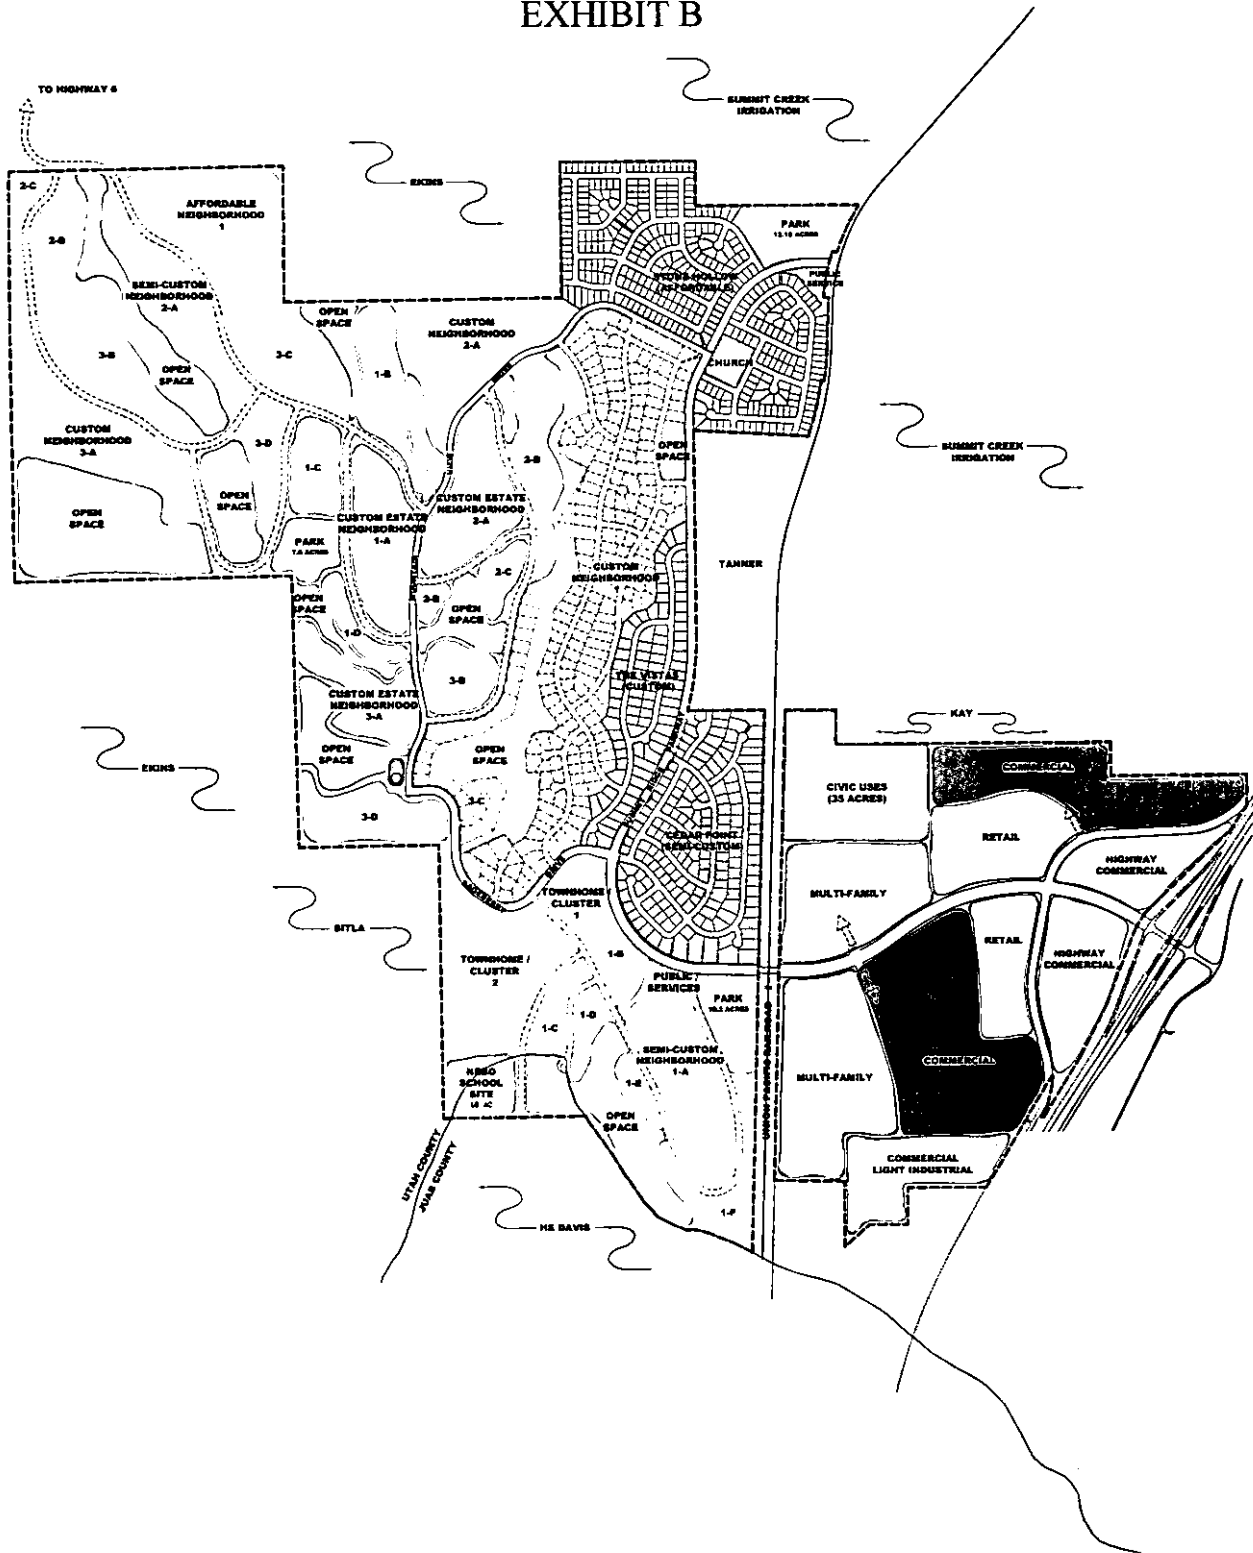 EXHIBIT B
TO HIGHWAY 6
SUMMIT CREEK
IRRIGATION
EKINS
2-C
AFFORDABLE
NEIGHBORHOOD
1
PARK
2-B
PUBLIC
SERVICE
STONE HOLLOW
(AFFORDABLE)
SEMI-CUSTOM
NEIGHBORHOOD
2-A
OPEN
SPACE
CUSTOM
NEIGHBORHOOD
2-A
3-B
3-C
1-B
CHURCH
OPEN
SPACE
CUSTOM
NEIGHBORHOOD
3-A
3-D
OPEN
SPACE
SUMMIT CREEK
IRRIGATION
2-B
1-C
OPEN
SPACE
CUSTOM ESTATE
NEIGHBORHOOD
2-A
OPEN
SPACE
CUSTOM ESTATE
NEIGHBORHOOD
1-A
PARK
CUSTOM
NEIGHBORHOOD
1
TANNER
2-C
OPEN
SPACE
2-B
OPEN
SPACE
1-D
3-B
THE VISTAS
(CUSTOM)
CUSTOM ESTATE
NEIGHBORHOOD
3-A
KAY
OPEN
SPACE
OPEN
SPACE
EKINS
COMMERCIAL
CIVIC USES
(35 ACRES)
3-C
3-D
CEDAR POINT
(SEMI-CUSTOM)
RETAIL
HIGHWAY
COMMERCIAL
MULTI-FAMILY
TOWNHOME /
CLUSTER
1
SITLA
RETAIL
HIGHWAY
COMMERCIAL
1-B
TOWNHOME /
CLUSTER
2
PUBLIC
SERVICES
PARK
1-C
1-D
UNION PACIFIC RAILROAD
SEMI-CUSTOM
NEIGHBORHOOD
1-A
COMMERCIAL
NEBO
SCHOOL
SITE
MULTI-FAMILY
1-E
OPEN
SPACE
COMMERCIAL
LIGHT INDUSTRIAL
UTAH COUNTY
JUAB COUNTY
1-F
HE DAVIS